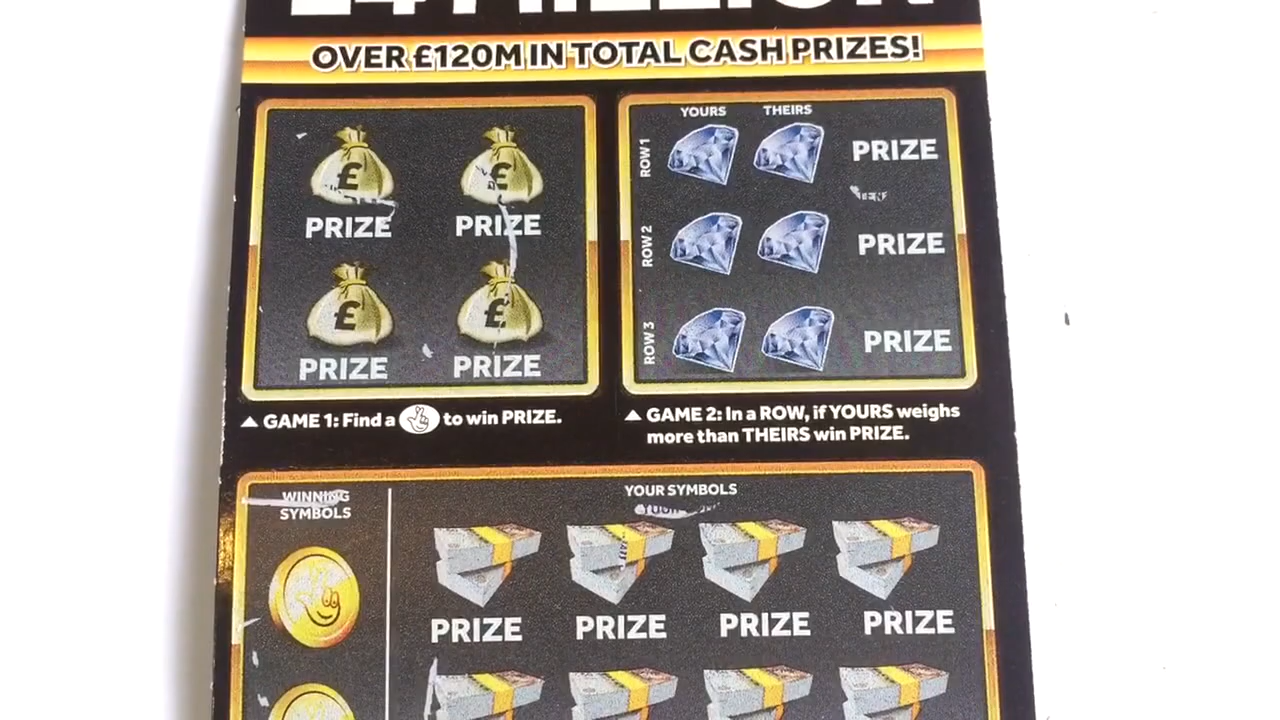 OVER £120M IN TOTAL CASH PRIZES!
£ £
PRIZE PRIZE
£ £
PRIZE PRIZE
GAME 1: Find a to win PRIZE.
YOURS THEIRS
ROW 1 PRIZE
ROW 2 PRIZE
ROW 3 PRIZE
GAME 2: In a ROW, if YOURS weighs
more than THEIRS win PRIZE.
WINNING
SYMBOLS
YOUR SYMBOLS
PRIZE PRIZE PRIZE PRIZE